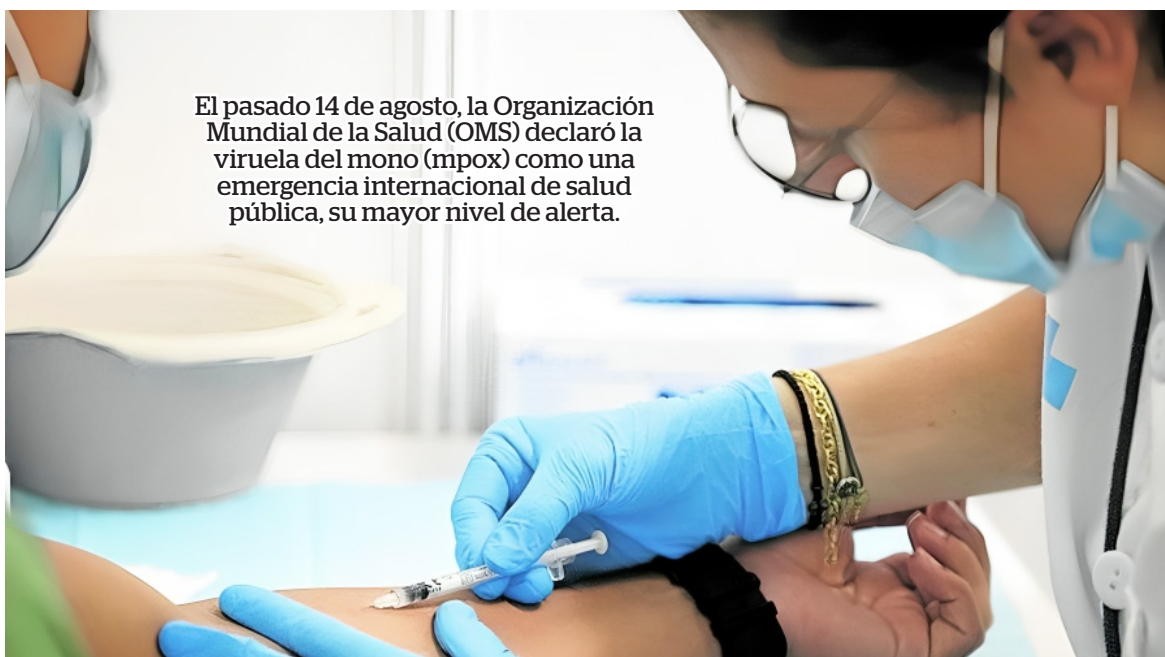 El pasado 14 de agosto, la Organización
Mundial de la Salud (OMS) declaró la
viruela del mono (mpox) como una
emergencia internacional de salud
pública, su mayor nivel de alerta.